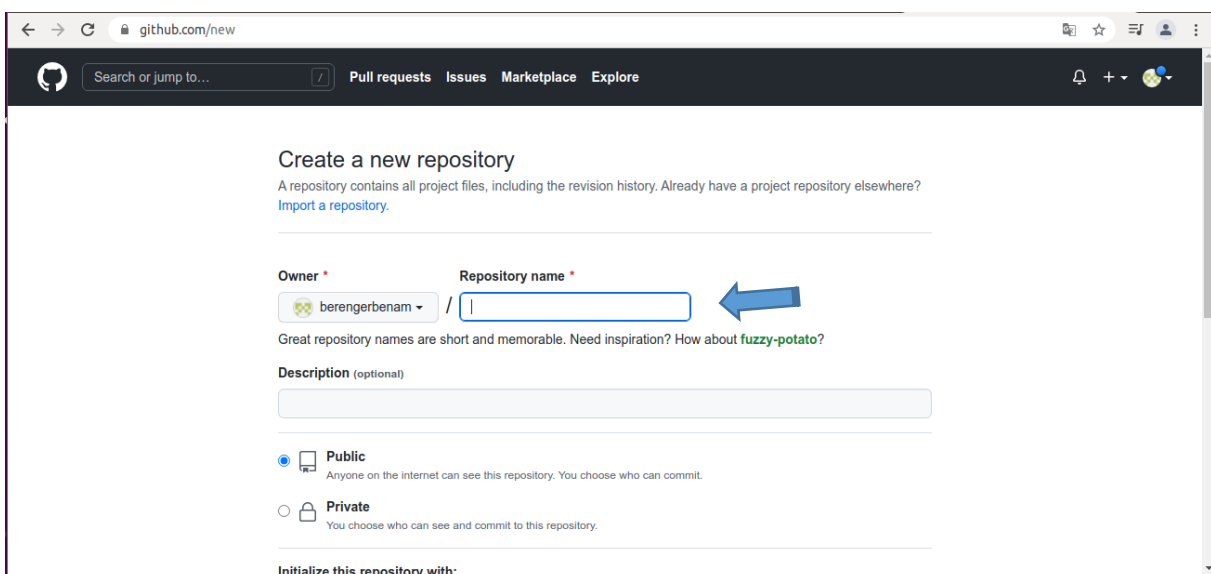 github.com/new
Search or jump to... / Pull requests Issues Marketplace Explore
Create a new repository
A repository contains all project files, including the revision history. Already have a project repository elsewhere?
Import a repository.
Owner * Repository name *
berengerbenam /
Great repository names are short and memorable. Need inspiration? How about fuzzy-potato?
Description (optional)
Public
Anyone on the internet can see this repository. You choose who can commit.
Private
You choose who can see and commit to this repository.
Initialize this repository with: